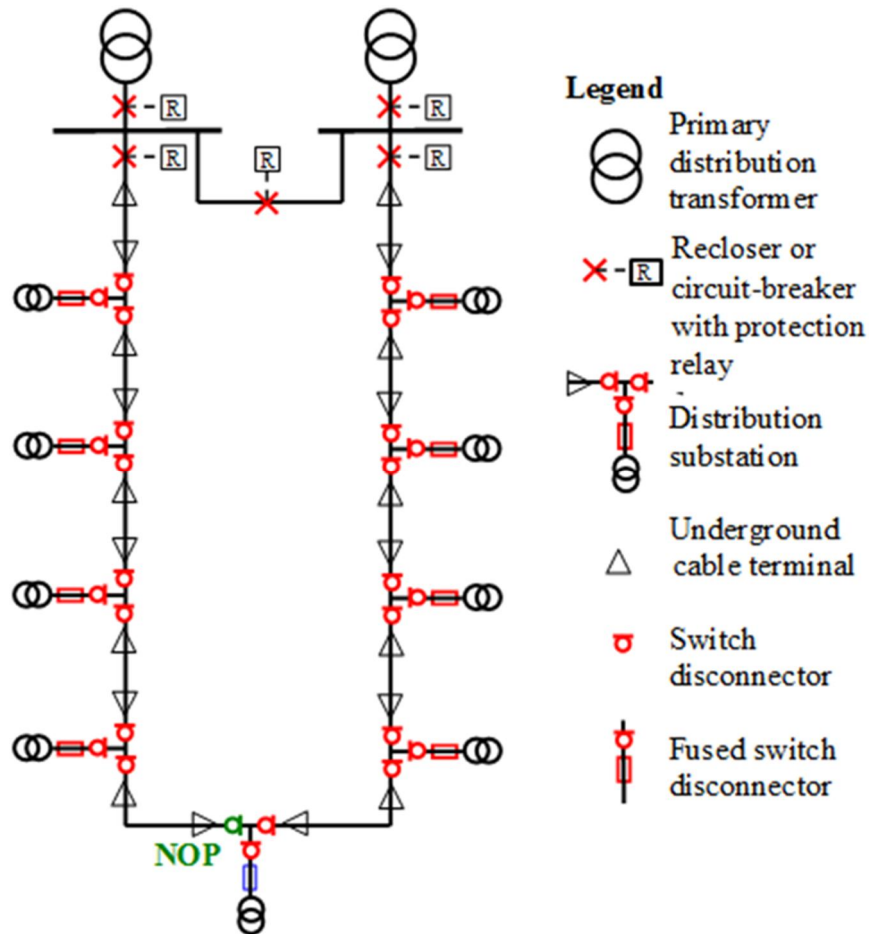 R
R
R
R
R
Legend
Primary
distribution
transformer
R
Recloser or
circuit-breaker
with protection
relay
Distribution
substation
Underground
cable terminal
Switch
disconnector
Fused switch
disconnector
NOP